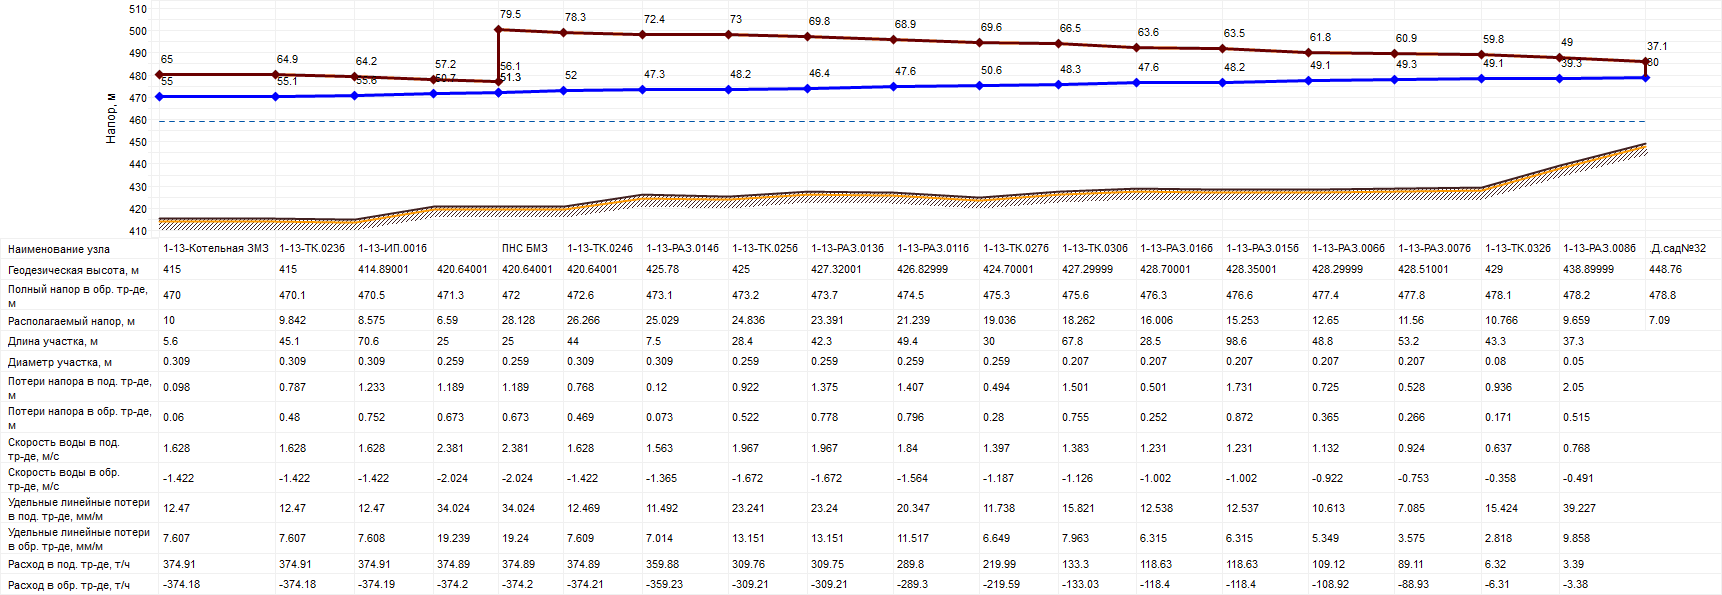 510
500
490
480
470
460
450
440
430
420
410
Напор, м
65 64.9 64.2 57.2 79.5 78.3 72.4 73 69.8 68.9 69.6 66.5 63.6 63.5 61.8 60.9 59.8 49 37.1
56.1
55 55.1 55.6 50.7 51.3 52 47.3 48.2 46.4 47.6 50.6 48.3 47.6 48.2 49.1 49.3 49.1 39.3 30
Наименование узла 1-13-Котельная ЗМЗ 1-13-ТК.023б 1-13-ИП.001б ПНС БМЗ 1-13-ТК.024б 1-13-РАЗ.014б 1-13-ТК.025б 1-13-РАЗ.013б 1-13-РАЗ.011б 1-13-ТК.027б 1-13-ТК.030б 1-13-РАЗ.016б 1-13-РАЗ.015б 1-13-РАЗ.006б 1-13-РАЗ.007б 1-13-ТК.032б 1-13-РАЗ.008б .Д.сад№32
Геодезическая высота, м 415 415 414.89001 420.64001 420.64001 420.64001 425.78 425 427.32001 426.82999 424.70001 427.29999 428.70001 428.35001 428.29999 428.51001 429 438.89999 448.76
Полный напор в обр. тр-де,
м
470 470.1 470.5 471.3 472 472.6 473.1 473.2 473.7 474.5 475.3 475.6 476.3 476.6 477.4 477.8 478.1 478.2 478.8
Располагаемый напор, м 10 9.842 8.575 6.59 28.128 26.266 25.029 24.836 23.391 21.239 19.036 18.262 16.006 15.253 12.65 11.56 10.766 9.659 7.09
Длина участка, м 5.6 45.1 70.6 25 25 44 7.5 28.4 42.3 49.4 30 67.8 28.5 98.6 48.8 53.2 43.3 37.3
Диаметр участка, м 0.309 0.309 0.309 0.259 0.259 0.309 0.309 0.259 0.259 0.259 0.259 0.207 0.207 0.207 0.207 0.207 0.08 0.05
Потери напора в под. тр-де,
м
0.098 0.787 1.233 1.189 1.189 0.768 0.12 0.922 1.375 1.407 0.494 1.501 0.501 1.731 0.725 0.528 0.936 2.05
Потери напора в обр. тр-де,
м
0.06 0.48 0.752 0.673 0.673 0.469 0.073 0.522 0.778 0.796 0.28 0.755 0.252 0.872 0.365 0.266 0.171 0.515
Скорость воды в под.
тр-де, м/с
1.628 1.628 1.628 2.381 2.381 1.628 1.563 1.967 1.967 1.84 1.397 1.383 1.231 1.231 1.132 0.924 0.637 0.768
Скорость воды в обр.
тр-де, м/с
-1.422 -1.422 -1.422 -2.024 -2.024 -1.422 -1.365 -1.672 -1.672 -1.564 -1.187 -1.126 -1.002 -1.002 -0.922 -0.753 -0.358 -0.491
Удельные линейные потери
в под. тр-де, мм/м
12.47 12.47 12.47 34.024 34.024 12.469 11.492 23.241 23.24 20.347 11.738 15.821 12.538 12.537 10.613 7.085 15.424 39.227
Удельные линейные потери
в обр. тр-де, мм/м
7.607 7.607 7.608 19.239 19.24 7.609 7.014 13.151 13.151 11.517 6.649 7.963 6.315 6.315 5.349 3.575 2.818 9.858
Расход в под. тр-де, т/ч 374.91 374.91 374.91 374.89 374.89 374.89 359.88 309.76 309.75 289.8 219.99 133.3 118.63 118.63 109.12 89.11 6.32 3.39
Расход в обр. тр-де, т/ч -374.18 -374.18 -374.19 -374.2 -374.2 -374.21 -359.23 -309.21 -309.21 -289.3 -219.59 -133.03 -118.4 -118.4 -108.92 -88.93 -6.31 -3.38